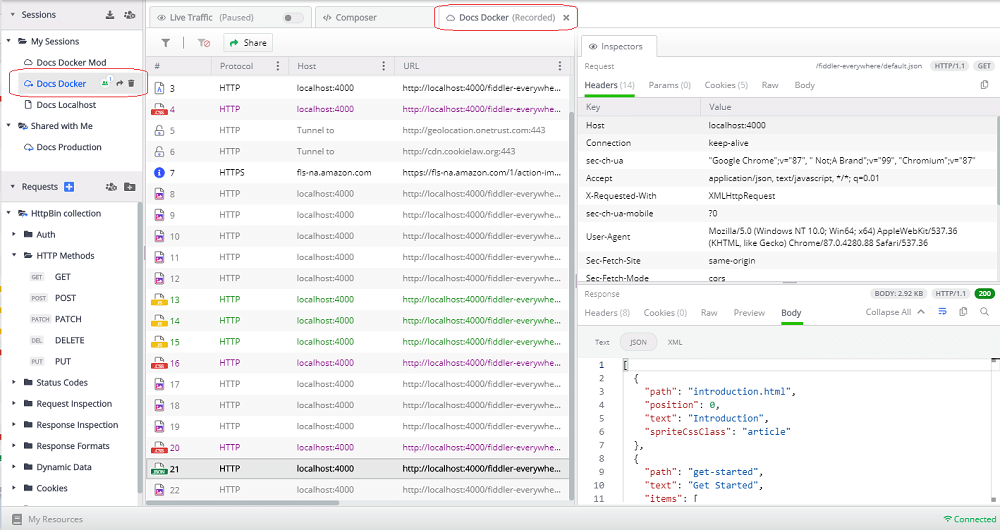 Sessions
My Sessions
Docs Docker Mod
Docs Docker 1
Docs Localhost
Shared with Me
Docs Production
Requests
HttpBin collection
Auth
HTTP Methods
GET GET
POST POST
PATCH PATCH
DEL DELETE
PUT PUT
Status Codes
Request Inspection
Response Inspection
Response Formats
Dynamic Data
Cookies
Live Traffic (Paused)
</> Composer
Docs Docker (Recorded)
Share
# Protocol Host URL
3 HTTP localhost:4000 http://localhost:4000/fiddler-everywhe...
4 HTTP localhost:4000 http://localhost:4000/fiddler-everywhe...
5 HTTP Tunnel to http://geolocation.onetrust.com:443
6 HTTP Tunnel to http://cdn.cookielaw.org:443
7 HTTPS fls-na.amazon.com https://fls-na.amazon.com/1/action-im...
8 HTTP localhost:4000 http://localhost:4000/fiddler-everywhe...
9 HTTP localhost:4000 http://localhost:4000/fiddler-everywhe...
10 HTTP localhost:4000 http://localhost:4000/fiddler-everywhe...
11 HTTP localhost:4000 http://localhost:4000/fiddler-everywhe...
12 HTTP localhost:4000 http://localhost:4000/fiddler-everywhe...
JS 13 HTTP localhost:4000 http://localhost:4000/fiddler-everywhe...
JS 14 HTTP localhost:4000 http://localhost:4000/fiddler-everywhe...
JS 15 HTTP localhost:4000 http://localhost:4000/fiddler-everywhe...
CSS 16 HTTP localhost:4000 http://localhost:4000/fiddler-everywhe...
17 HTTP localhost:4000 http://localhost:4000/fiddler-everywhe...
18 HTTP localhost:4000 http://localhost:4000/fiddler-everywhe...
19 HTTP localhost:4000 http://localhost:4000/fiddler-everywhe...
CSS 20 HTTP localhost:4000 http://localhost:4000/fiddler-everywhe...
JSON 21 HTTP localhost:4000 http://localhost:4000/fiddler-everywhe...
22 HTTP localhost:4000 http://localhost:4000/fiddler-everywhe...
Inspectors
Request /fiddler-everywhere/default.json HTTP/1.1 GET
Headers (14) Params (0) Cookies (5) Raw Body
Key Value
Host localhost:4000
Connection keep-alive
sec-ch-ua "Google Chrome";v="87", " Not;A Brand";v="99", "Chromium";v="87"
Accept application/json, text/javascript, */*; q=0.01
X-Requested-With XMLHttpRequest
sec-ch-ua-mobile ?0
User-Agent Mozilla/5.0 (Windows NT 10.0; Win64; x64) AppleWebKit/537.36
(KHTML, like Gecko) Chrome/87.0.4280.88 Safari/537.36
Sec-Fetch-Site same-origin
Sec-Fetch-Mode cors
Response BODY: 2.92 KB HTTP/1.1 200
Headers (8) Cookies (0) Raw Preview Body Collapse All
Text JSON XML
1 [
2 {
3 "path": "introduction.html",
4 "position": 0,
5 "text": "Introduction",
6 "spriteCssClass": "article"
7 },
8 {
9 "path": "get-started",
10 "text": "Get Started",
11 "items": [
My Resources
Connected